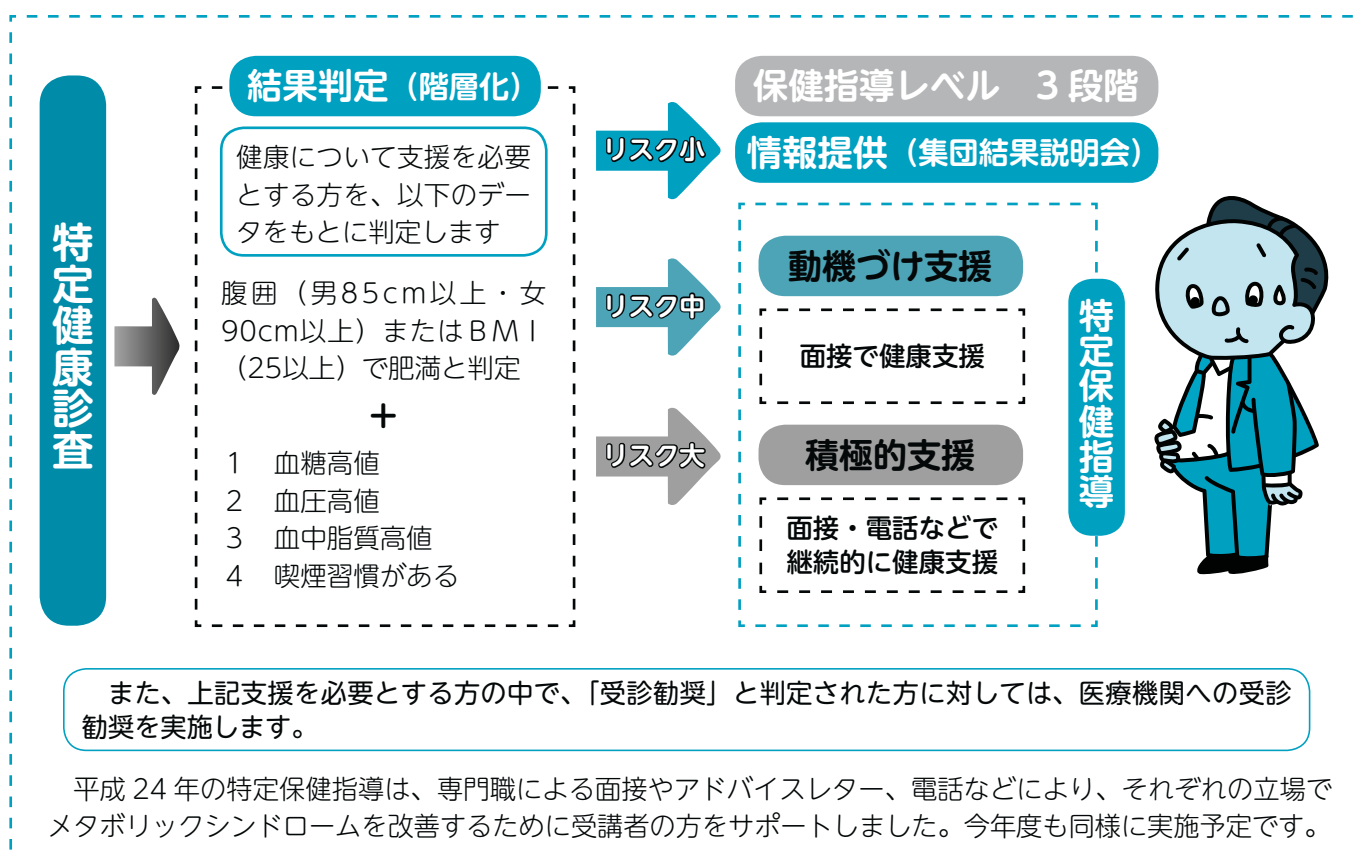 特定健康診査
結果判定（階層化）
健康について支援を必要
とする方を、以下のデー
タをもとに判定します
腹囲（男85cm以上・女
90cm以上）またはＢＭＩ
（25以上）で肥満と判定
＋
1　血糖高値
2　血圧高値
3　血中脂質高値
4　喫煙習慣がある
リスク小
リスク中
リスク大
保健指導レベル　３段階
情報提供（集団結果説明会）
動機づけ支援
面接で健康支援
積極的支援
面接・電話などで
継続的に健康支援
特定保健指導
また、上記支援を必要とする方の中で、「受診勧奨」と判定された方に対しては、医療機関への受診
勧奨を実施します。
平成 24 年の特定保健指導は、専門職による面接やアドバイスレター、電話などにより、それぞれの立場で
メタボリックシンドロームを改善するために受講者の方をサポートしました。今年度も同様に実施予定です。